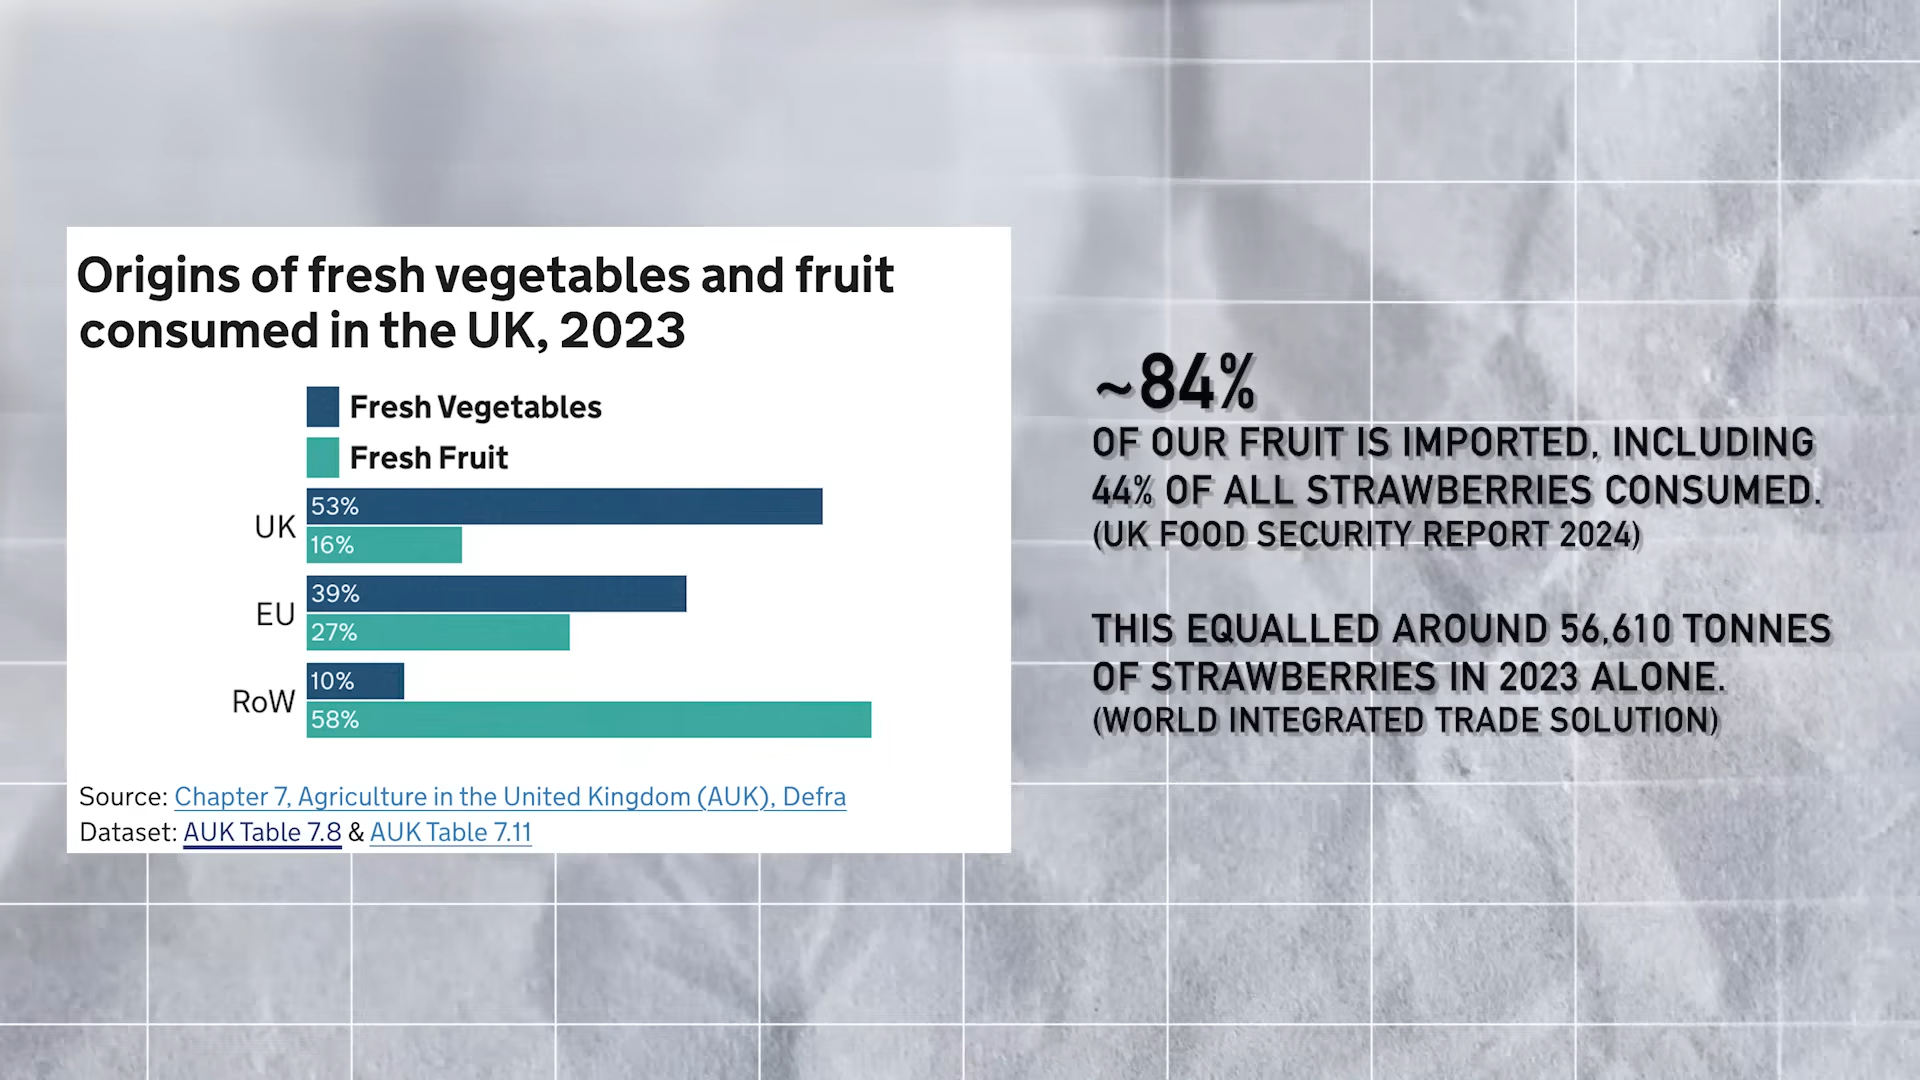 Origins of fresh vegetables and fruit
consumed in the UK, 2023
Fresh Vegetables
Fresh Fruit
UK
53%
16%
EU
39%
27%
RoW
10%
58%
Source: Chapter 7, Agriculture in the United Kingdom (AUK), Defra
Dataset: AUK Table 7.8 & AUK Table 7.11
~84%
OF OUR FRUIT IS IMPORTED, INCLUDING
44% OF ALL STRAWBERRIES CONSUMED.
(UK FOOD SECURITY REPORT 2024)
THIS EQUALLED AROUND 56,610 TONNES
OF STRAWBERRIES IN 2023 ALONE.
(WORLD INTEGRATED TRADE SOLUTION)